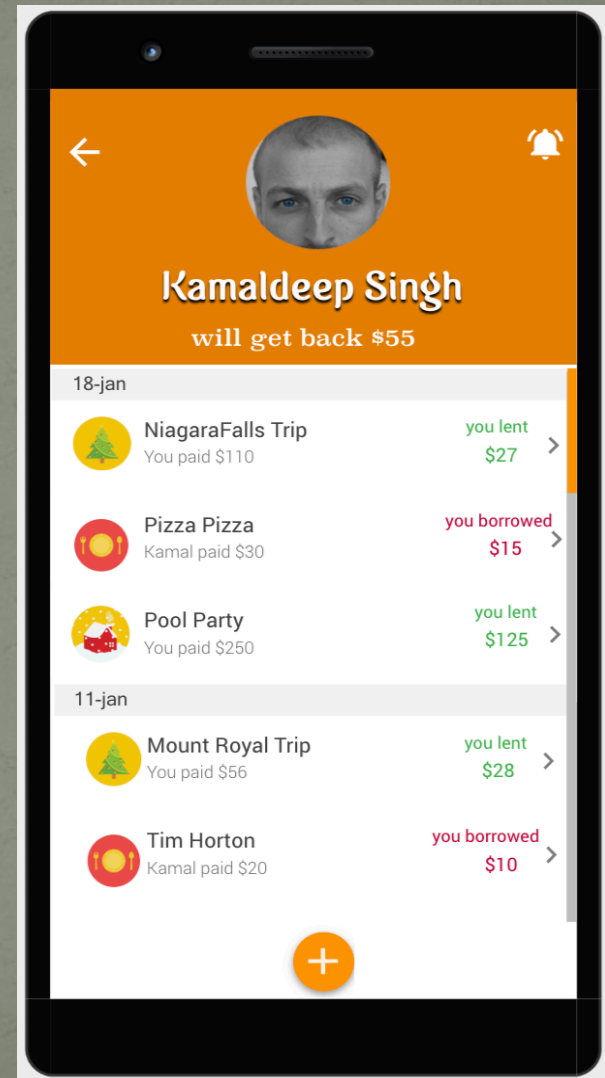 Kamaldeep Singh
will get back $55
18-jan
NiagaraFalls Trip
you lent
You paid $110
$27
Pizza Pizza
you borrowed
Kamal paid $30
$15
Pool Party
you lent
You paid $250
$125
11-jan
Mount Royal Trip
you lent
You paid $56
$28
Tim Horton
you borrowed
Kamal paid $20
$10